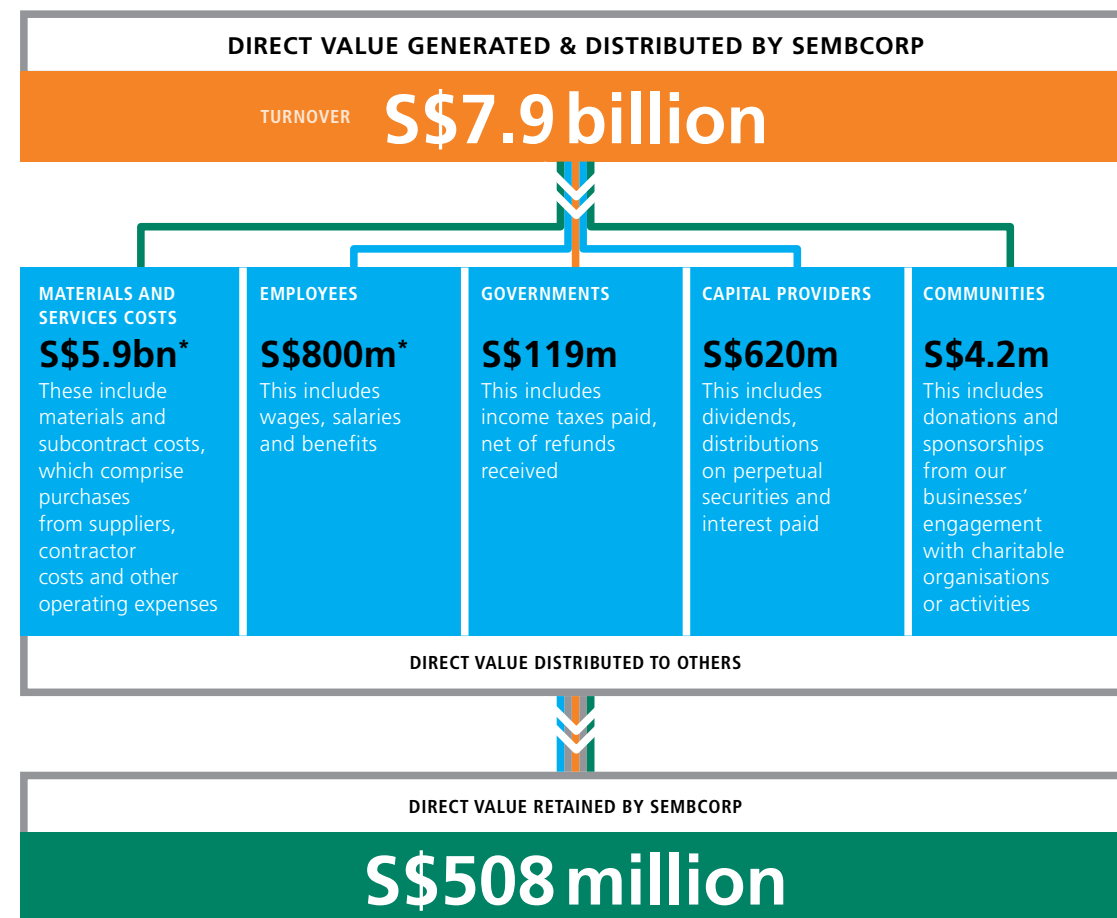 DIRECT VALUE GENERATED & DISTRIBUTED BY SEMBCORP
TURNOVER S$7.9 billion
MATERIALS AND
SERVICES COSTS
S$5.9bn*
These include
materials and
subcontract costs,
which comprise
purchases
from suppliers,
contractor
costs and other
operating expenses
EMPLOYEES
S$800m*
This includes
wages, salaries
and benefits
GOVERNMENTS
S$119m
This includes
income taxes paid,
net of refunds
received
CAPITAL PROVIDERS
S$620m
This includes
dividends,
distributions
on perpetual
securities and
interest paid
COMMUNITIES
S$4.2m
This includes
donations and
sponsorships
from our
businesses’
engagement
with charitable
organisations
or activities
DIRECT VALUE DISTRIBUTED TO OTHERS
DIRECT VALUE RETAINED BY SEMBCORP
S$508 million